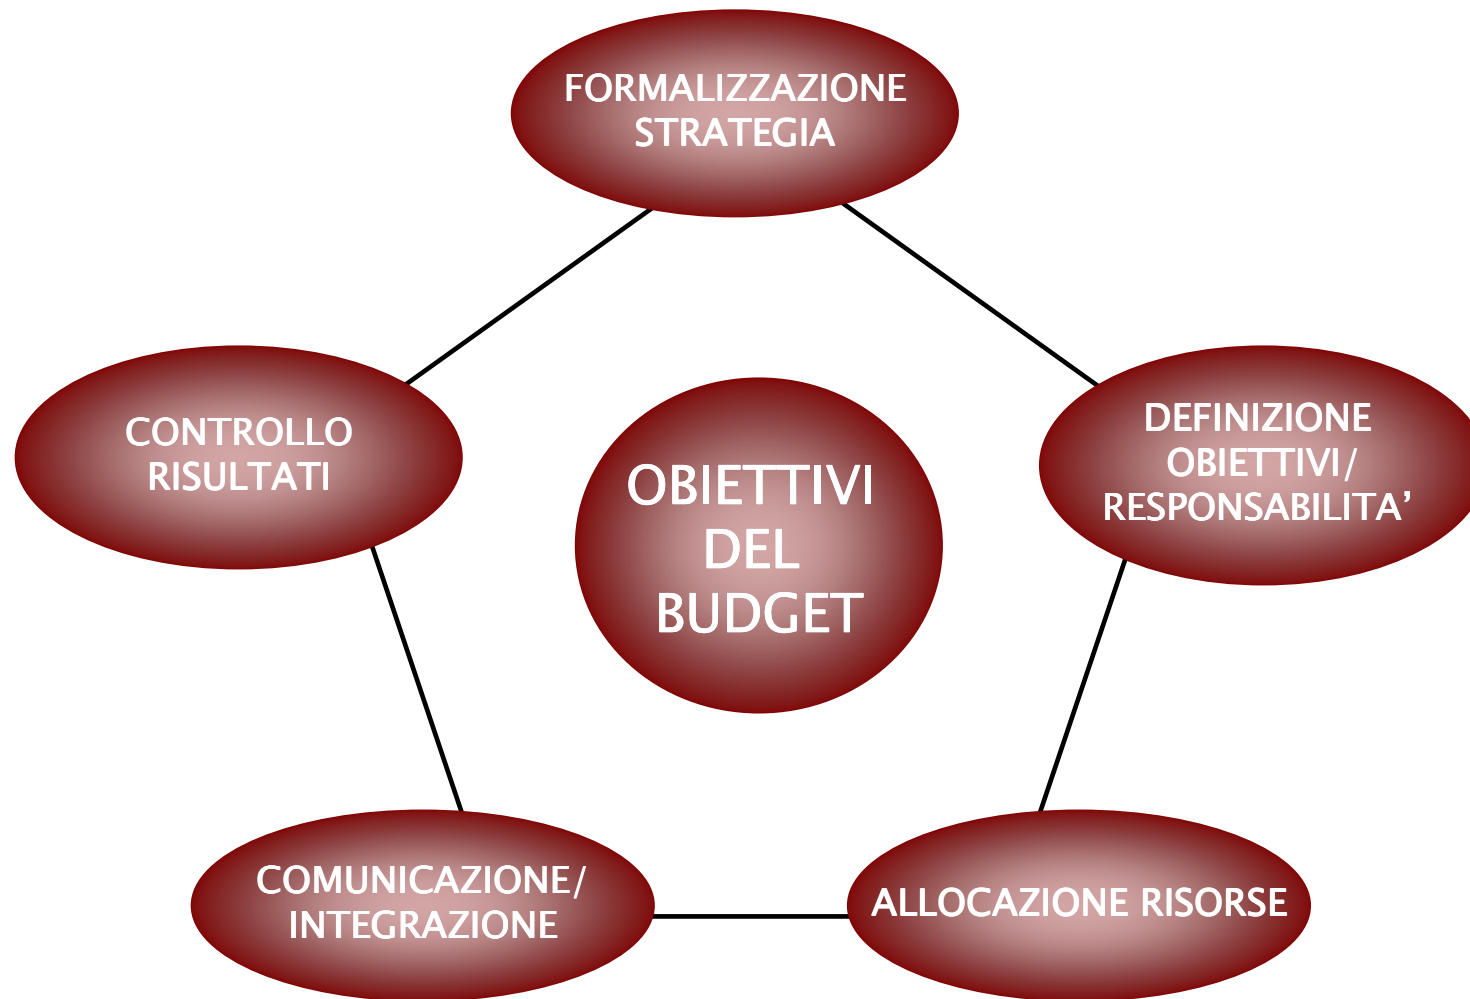 FORMALIZZAZIONE
STRATEGIA
CONTROLLO
RISULTATI
DEFINIZIONE
OBIETTIVI/
RESPONSABILITA’
OBIETTIVI
DEL
BUDGET
COMUNICAZIONE/
INTEGRAZIONE
ALLOCAZIONE RISORSE